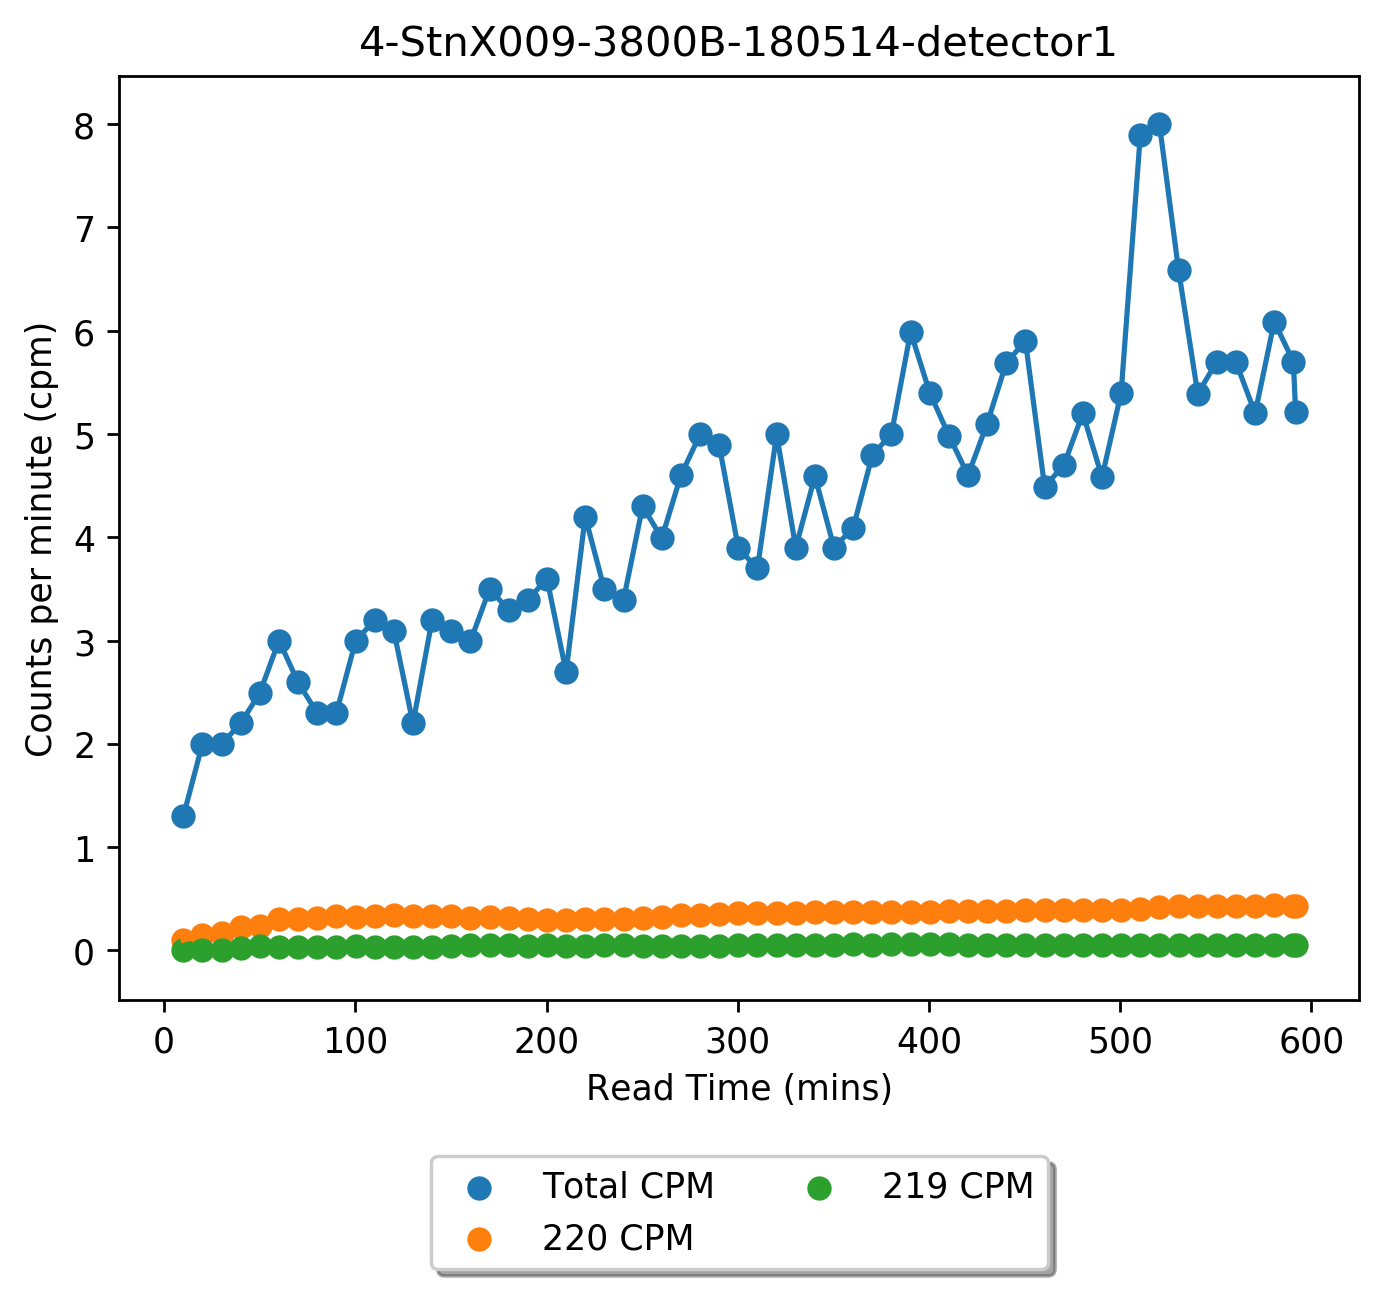 4-StnX009-3800B-180514-detector1
Counts per minute (cpm)
8
7
6
5
4
3
2
1
0
0 100 200 300 400 500 600
Read Time (mins)
Total CPM
220 CPM
219 CPM